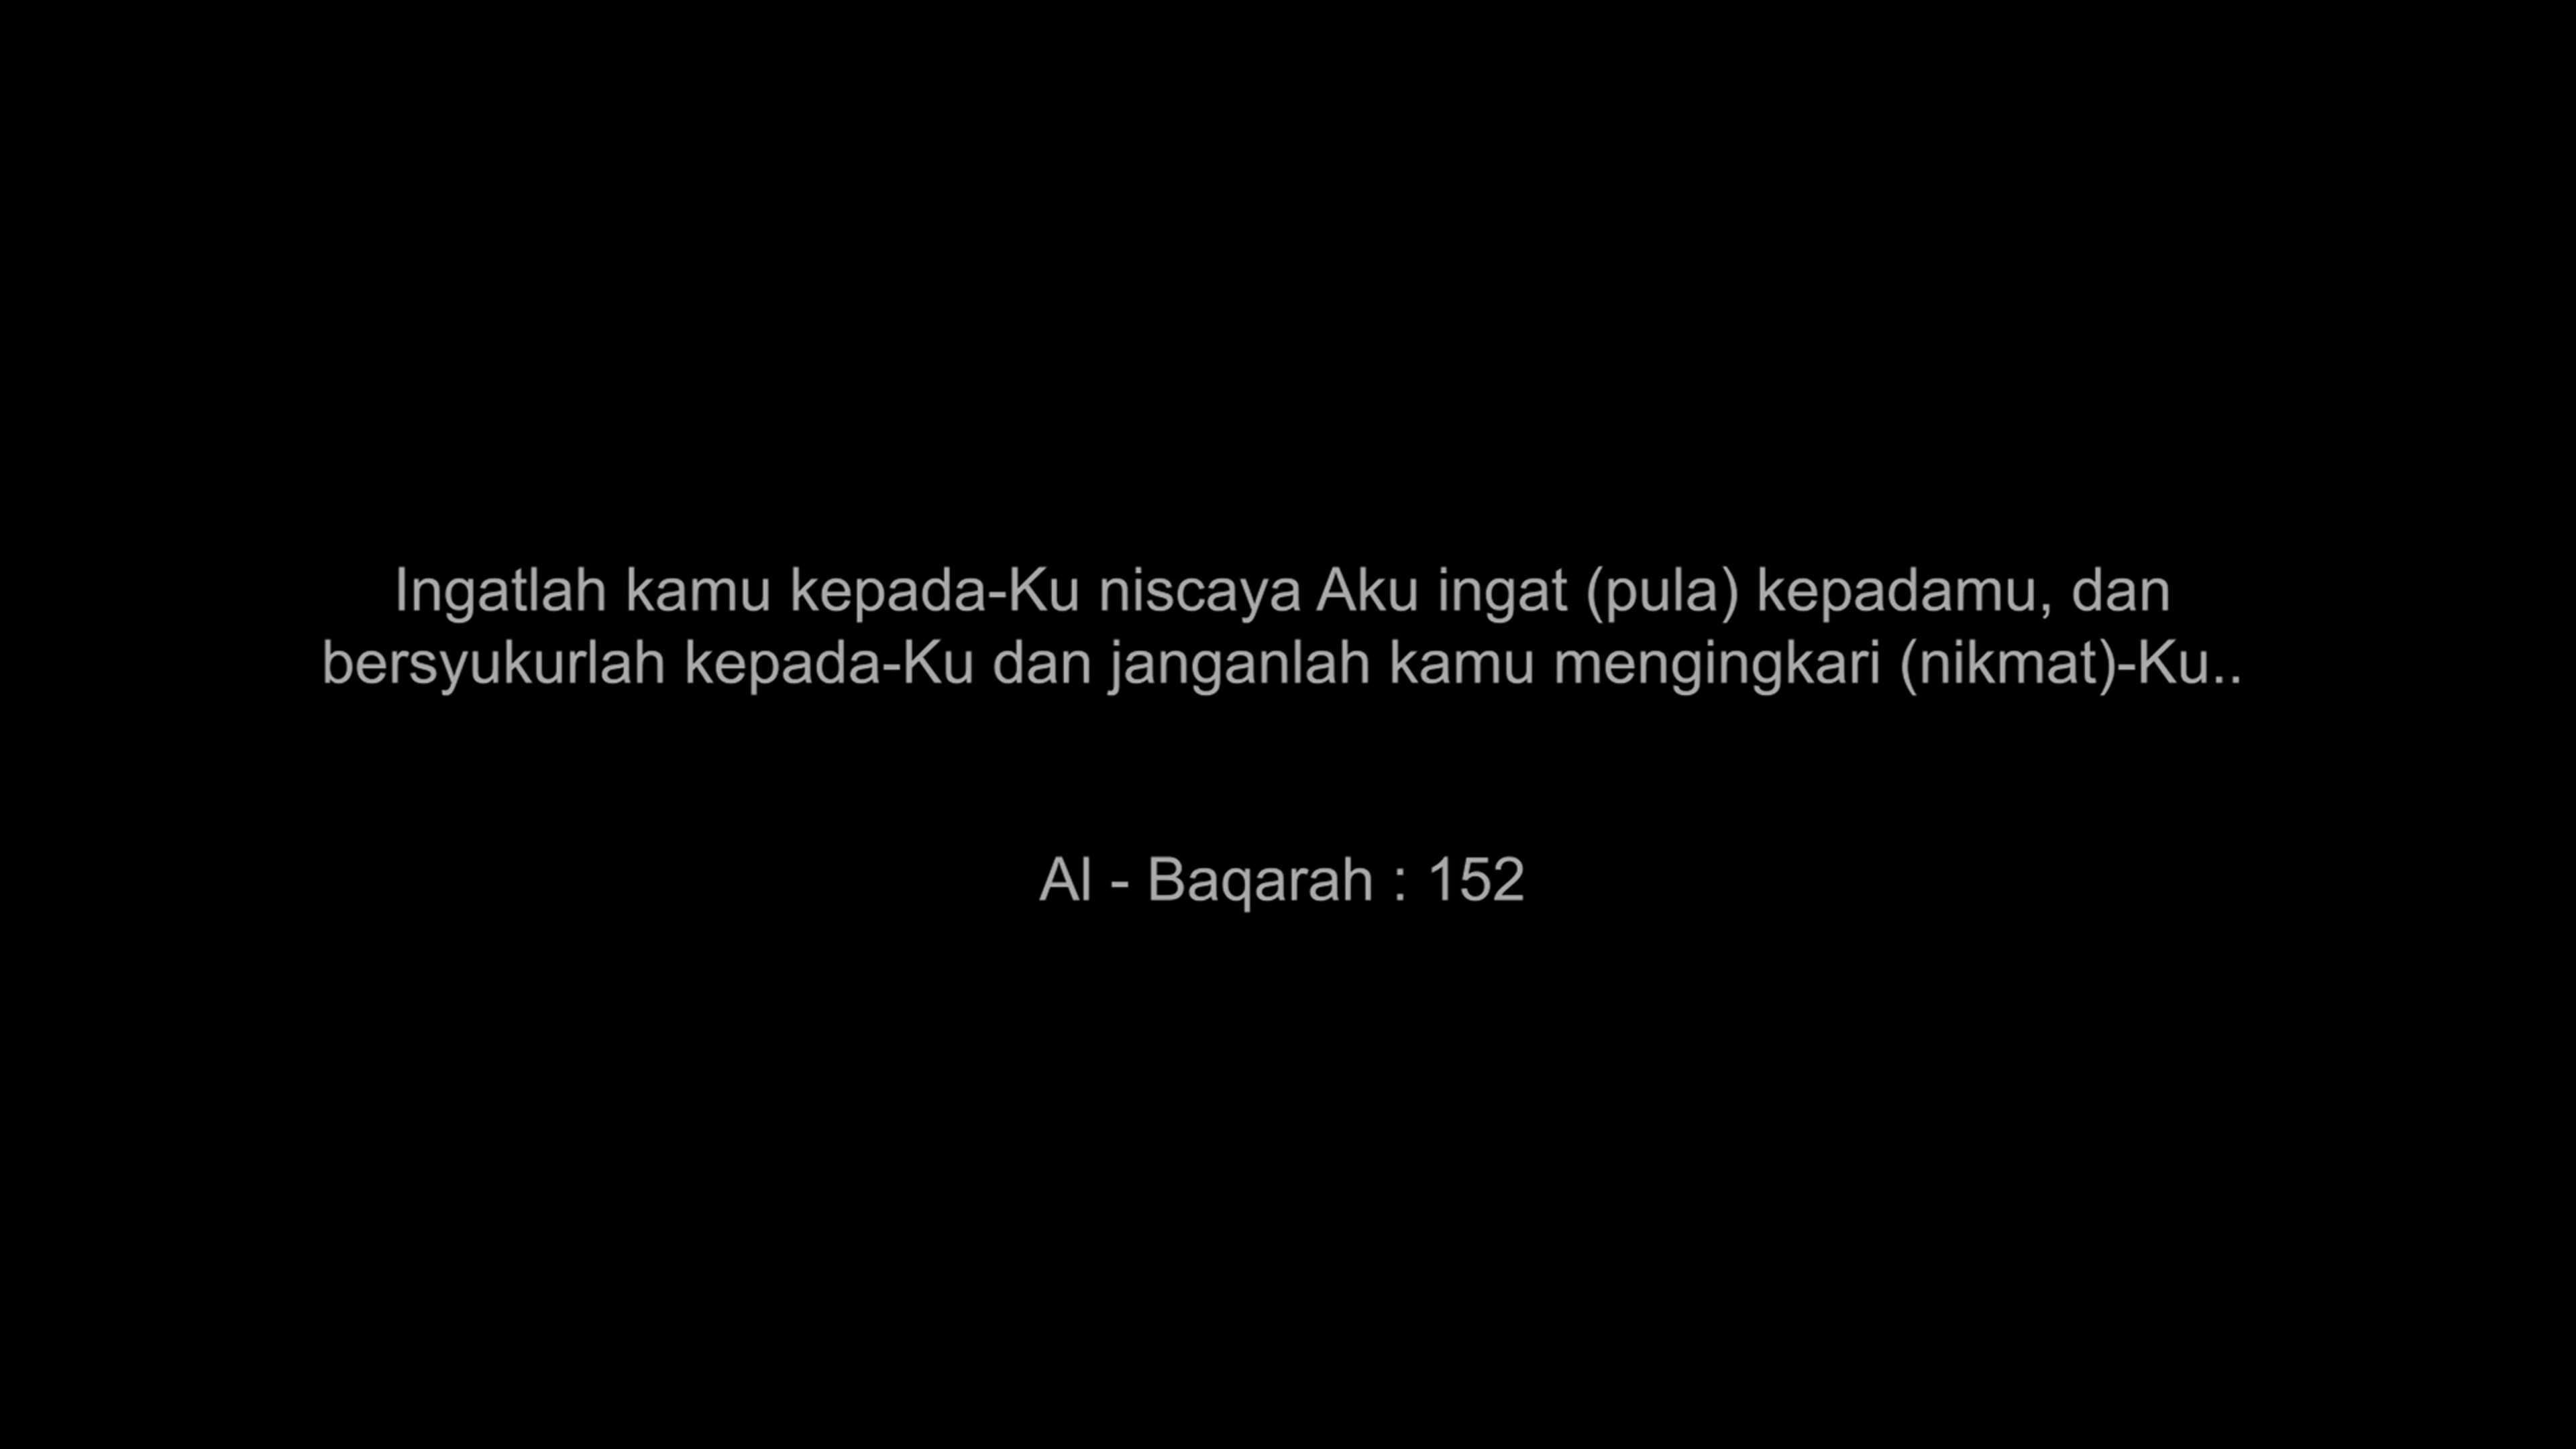 Ingatlah kamu kepada-Ku niscaya Aku ingat (pula) kepadamu, dan
bersyukurlah kepada-Ku dan janganlah kamu mengingkari (nikmat)-Ku..
Al - Baqarah : 152